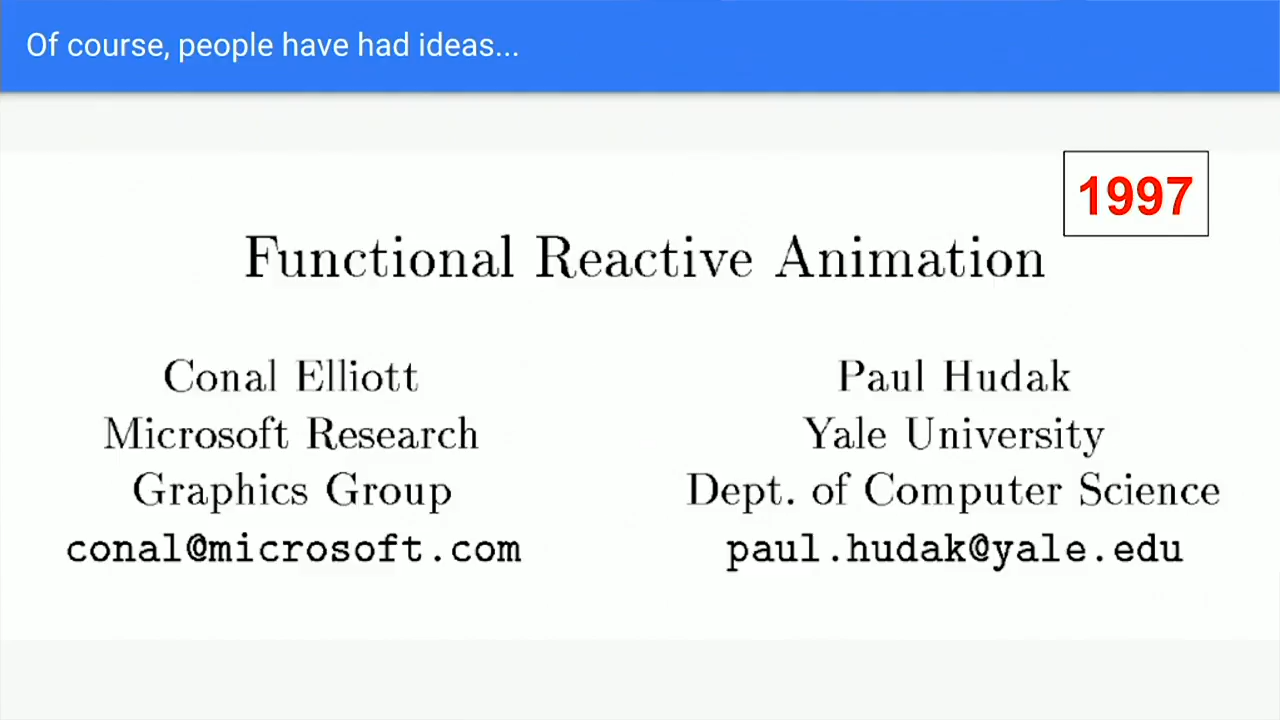 Of course, people have had ideas...
1997
Functional Reactive Animation
Conal Elliott
Microsoft Research
Graphics Group
conal@microsoft.com
Paul Hudak
Yale University
Dept. of Computer Science
paul.hudak@yale.edu